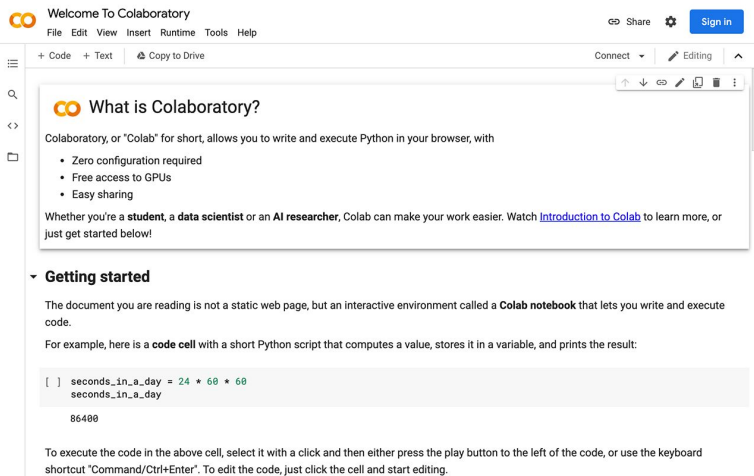 Welcome To Colaboratory
File Edit View Insert Runtime Tools Help
Share
Sign in
+ Code + Text Copy to Drive
Connect
Editing
What is Colaboratory?
Colaboratory, or "Colab" for short, allows you to write and execute Python in your browser, with
• Zero configuration required
• Free access to GPUs
• Easy sharing
Whether you're a student, a data scientist or an AI researcher, Colab can make your work easier. Watch Introduction to Colab to learn more, or
just get started below!
Getting started
The document you are reading is not a static web page, but an interactive environment called a Colab notebook that lets you write and execute
code.
For example, here is a code cell with a short Python script that computes a value, stores it in a variable, and prints the result:
[ ] seconds_in_a_day = 24 * 60 * 60
seconds_in_a_day
86400
To execute the code in the above cell, select it with a click and then either press the play button to the left of the code, or use the keyboard
shortcut "Command/Ctrl+Enter". To edit the code, just click the cell and start editing.